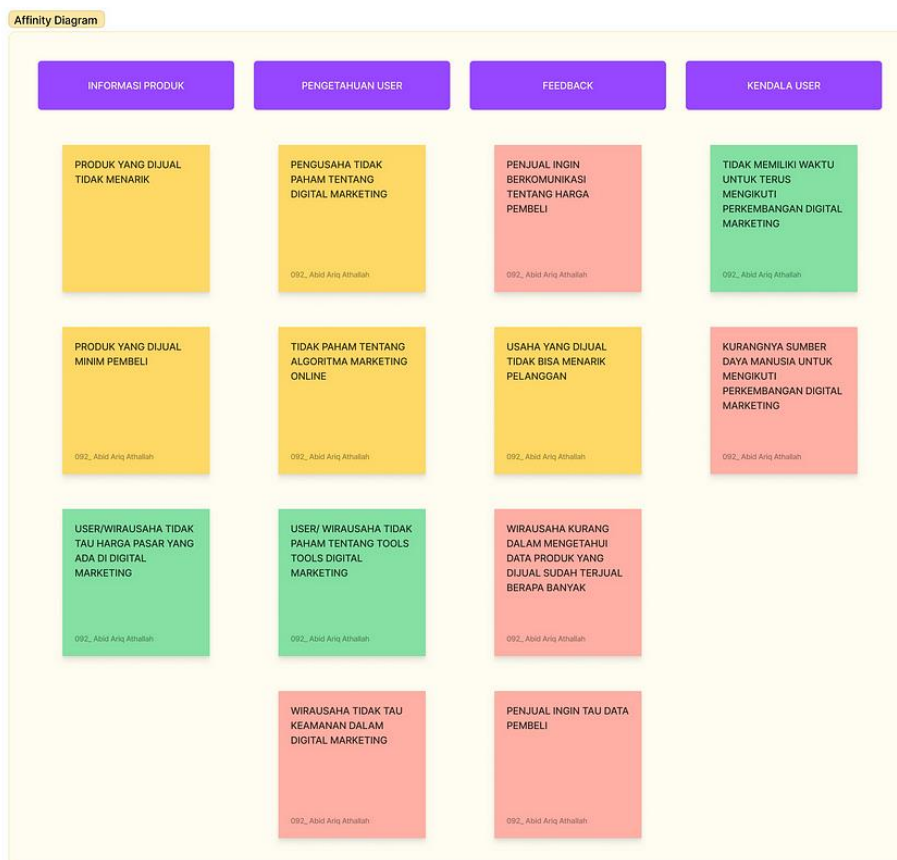 Affinity Diagram
INFORMASI PRODUK
PRODUK YANG DIJUAL
TIDAK MENARIK
PRODUK YANG DIJUAL
MINIM PEMBELI
092_ Abid Ariq Athallah
USER/WIRAUSAHA TIDAK
TAU HARGA PASAR YANG
ADA DI DIGITAL
MARKETING
092_ Abid Ariq Athallah
PENGETAHUAN USER
PENGUSAHA TIDAK
PAHAM TENTANG
DIGITAL MARKETING
092_ Abid Ariq Athallah
TIDAK PAHAM TENTANG
ALGORITMA MARKETING
ONLINE
092_ Abid Ariq Athallah
USER/ WIRAUSAHA TIDAK
PAHAM TENTANG TOOLS
TOOLS DIGITAL
MARKETING
092_ Abid Ariq Athallah
WIRAUSAHA TIDAK TAU
KEAMANAN DALAM
DIGITAL MARKETING
092_ Abid Ariq Athallah
FEEDBACK
PENJUAL INGIN
BERKOMUNIKASI
TENTANG HARGA
PEMBELI
092_ Abid Ariq Athallah
USAHA YANG DIJUAL
TIDAK BISA MENARIK
PELANGGAN
092_ Abid Ariq Athallah
WIRAUSAHA KURANG
DALAM MENGETAHUI
DATA PRODUK YANG
DIJUAL SUDAH TERJUAL
BERAPA BANYAK
092_ Abid Ariq Athallah
PENJUAL INGIN TAU DATA
PEMBELI
092_ Abid Ariq Athallah
KENDALA USER
TIDAK MEMILIKI WAKTU
UNTUK TERUS
MENGIKUTI
PERKEMBANGAN DIGITAL
MARKETING
092_ Abid Ariq Athallah
KURANGNYA SUMBER
DAYA MANUSIA UNTUK
MENGIKUTI
PERKEMBANGAN DIGITAL
MARKETING
092_ Abid Ariq Athallah